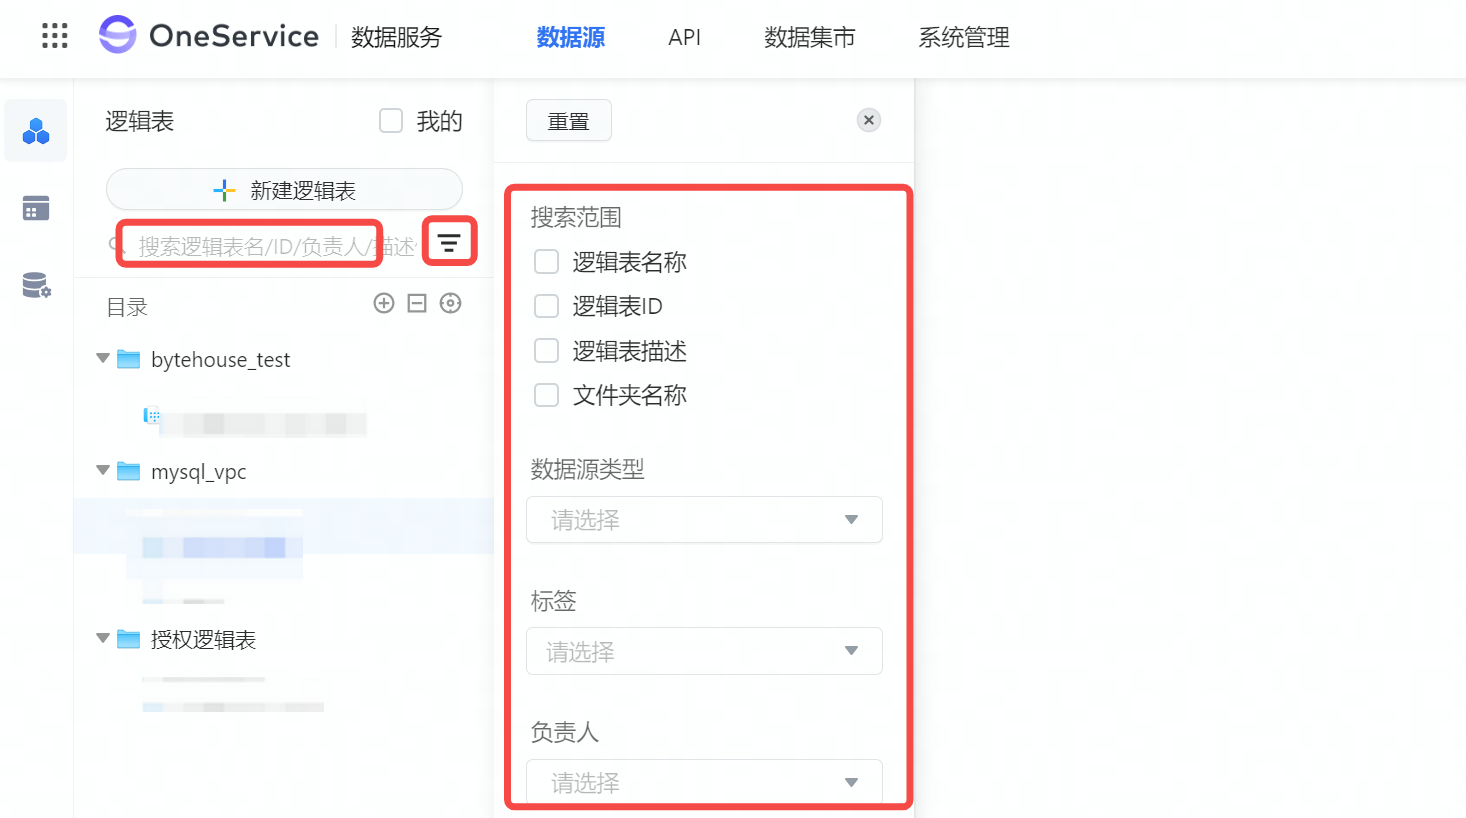 OneService 数据服务 数据源 API 数据集市 系统管理
逻辑表 我的
新建逻辑表
搜索逻辑表名/ID/负责人/描述
目录
bytehouse_test
mysql_vpc
授权逻辑表
重置
搜索范围
逻辑表名称
逻辑表ID
逻辑表描述
文件夹名称
数据源类型
请选择
标签
请选择
负责人
请选择